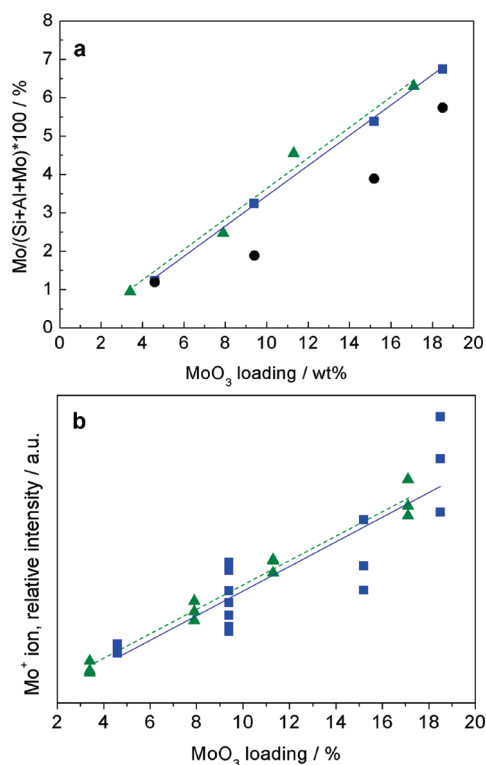 a
Mo/(Si+Al+Mo)*100 / %
8
7
6
5
4
3
2
1
0
0 2 4 6 8 10 12 14 16 18 20
MoO₃ loading / wt%
b
Mo⁺ ion, relative intensity / a.u.
2 4 6 8 10 12 14 16 18 20
MoO₃ loading / %